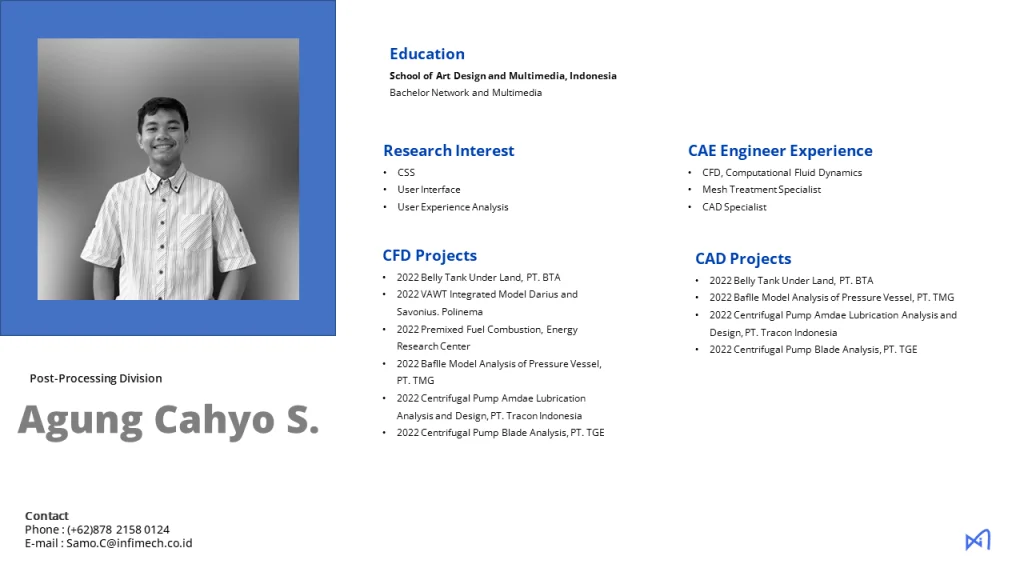 Education
School of Art Design and Multimedia, Indonesia
Bachelor Network and Multimedia
Research Interest
• CSS
• User Interface
• User Experience Analysis
CAE Engineer Experience
• CFD, Computational Fluid Dynamics
• Mesh Treatment Specialist
• CAD Specialist
CFD Projects
• 2022 Belly Tank Under Land, PT. BTA
• 2022 VAWT Integrated Model Darius and
Savonius. Polinema
• 2022 Premixed Fuel Combustion, Energy
Research Center
• 2022 Baflle Model Analysis of Pressure Vessel,
PT. TMG
• 2022 Centrifugal Pump Amdae Lubrication
Analysis and Design, PT. Tracon Indonesia
• 2022 Centrifugal Pump Blade Analysis, PT. TGE
CAD Projects
• 2022 Belly Tank Under Land, PT. BTA
• 2022 Baflle Model Analysis of Pressure Vessel, PT. TMG
• 2022 Centrifugal Pump Amdae Lubrication Analysis and
Design, PT. Tracon Indonesia
• 2022 Centrifugal Pump Blade Analysis, PT. TGE
Post-Processing Division
Agung Cahyo S.
Contact
Phone : (+62)878 2158 0124
E-mail : Samo.C@infimech.co.id